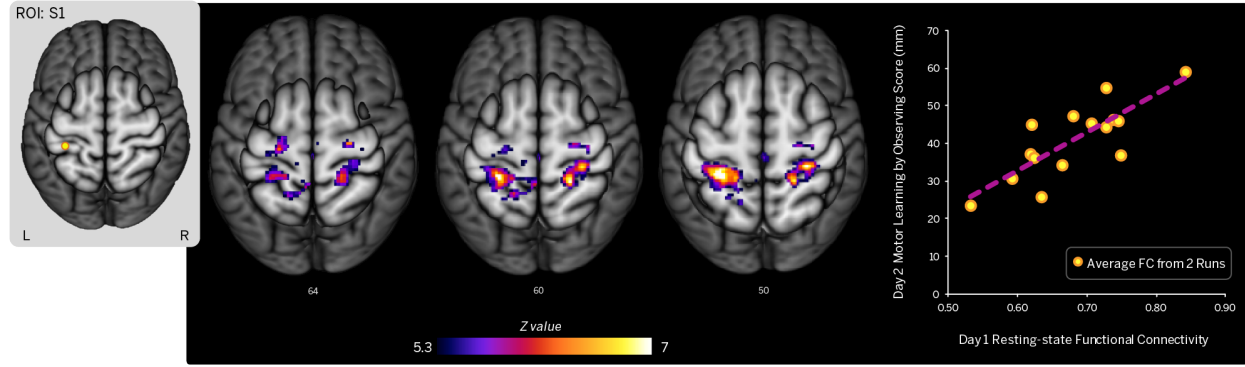 ROI: S1
L
R
64
60
50
Z value
5.3
7
Day 2 Motor Learning by Observing Score (mm)
70
60
50
40
30
20
10
0
Average FC from 2 Runs
0.50
0.60
0.70
0.80
0.90
Day 1 Resting-state Functional Connectivity